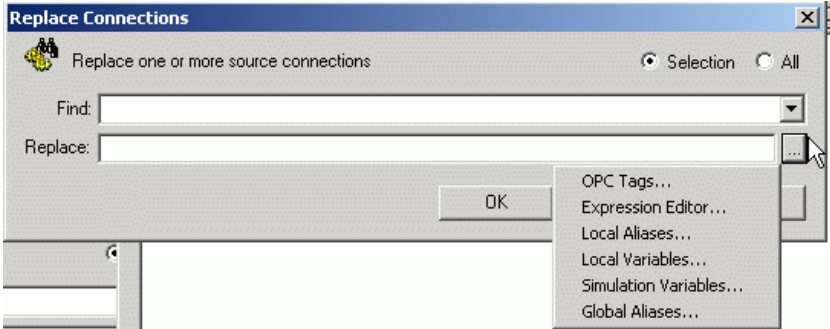 Replace Connections
Replace one or more source connections
Selection
All
Find:
Replace:
...
OK
OPC Tags...
Expression Editor...
Local Aliases...
Local Variables...
Simulation Variables...
Global Aliases...